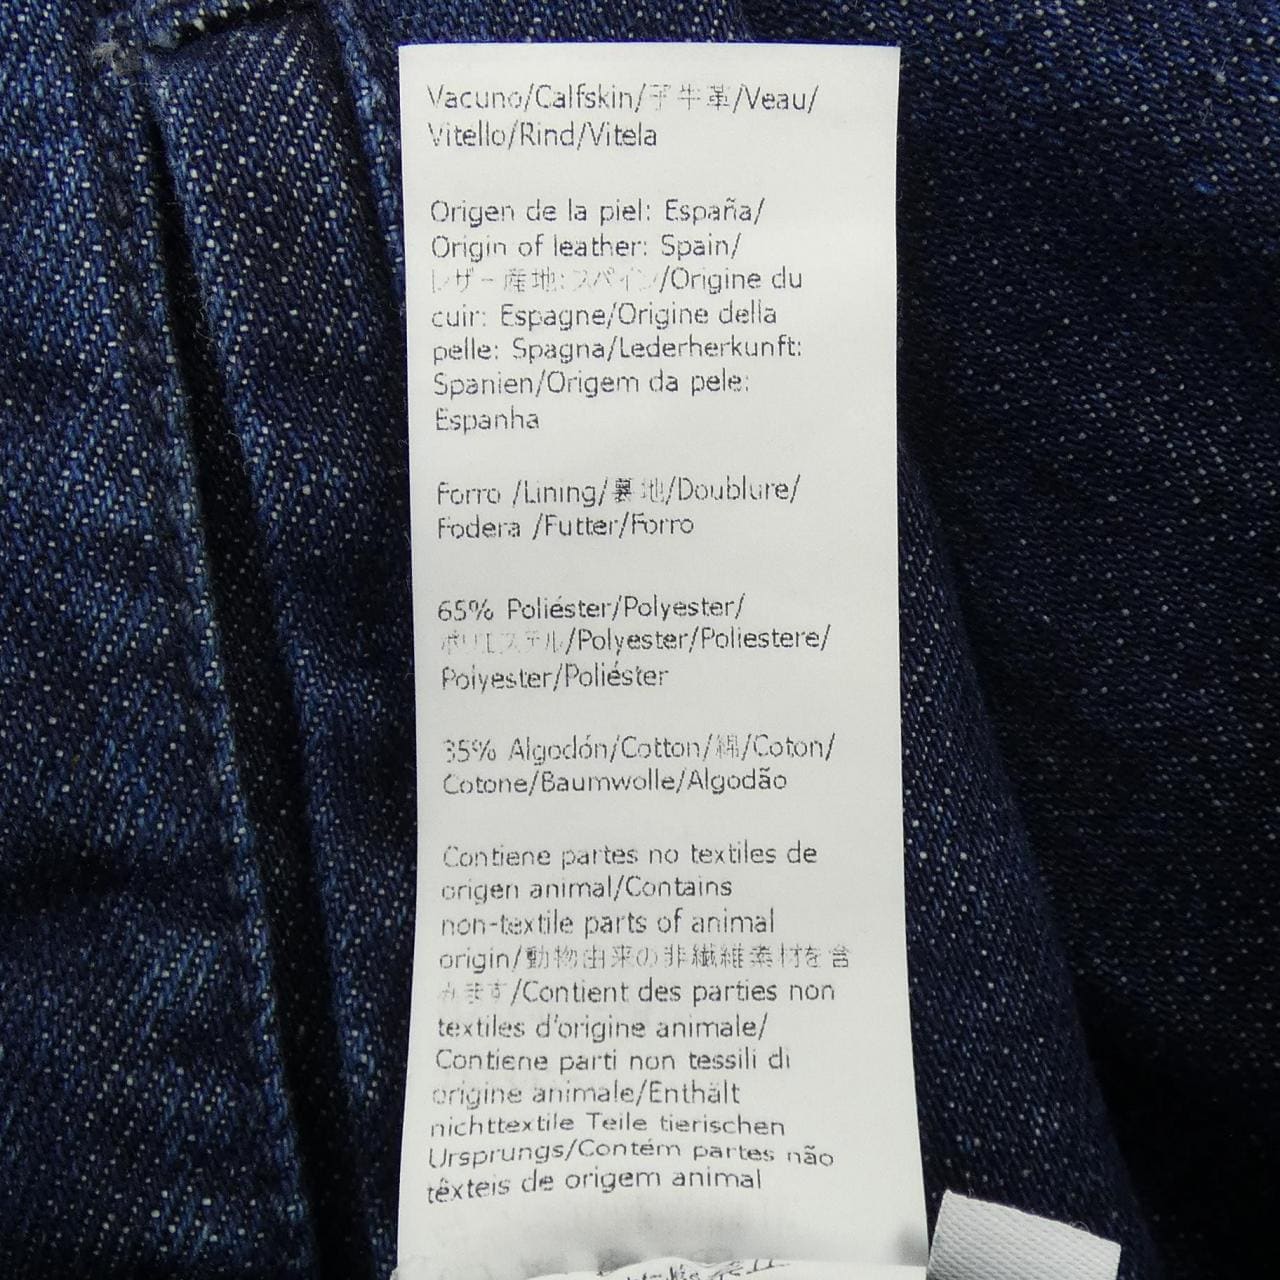 Vacuno/Calfskin/子牛革/Veau/
Vitello/Rind/Vitela
Origen de la piel: España/
Origin of leather: Spain/
レザー産地:スペイン/Origine du
cuir: Espagne/Origine della
pelle: Spagna/Lederherkunft:
Spanien/Origem da pele:
Espanha
Forro /Lining/裏地/Doublure/
Fodera /Futter/Forro
65% Poliéster/Polyester/
ポリエステル/Polyester/Poliestere/
Polyester/Poliéster
35% Algodón/Cotton/綿/Coton/
Cotone/Baumwolle/Algodão
Contiene partes no textiles de
origen animal/Contains
non-textile parts of animal
origin/動物由来の非繊維素材を含
みます/Contient des parties non
textiles d'origine animale/
Contiene parti non tessili di
origine animale/Enthält
nichttextile Teile tierischen
Ursprungs/Contém partes não
têxteis de origem animal